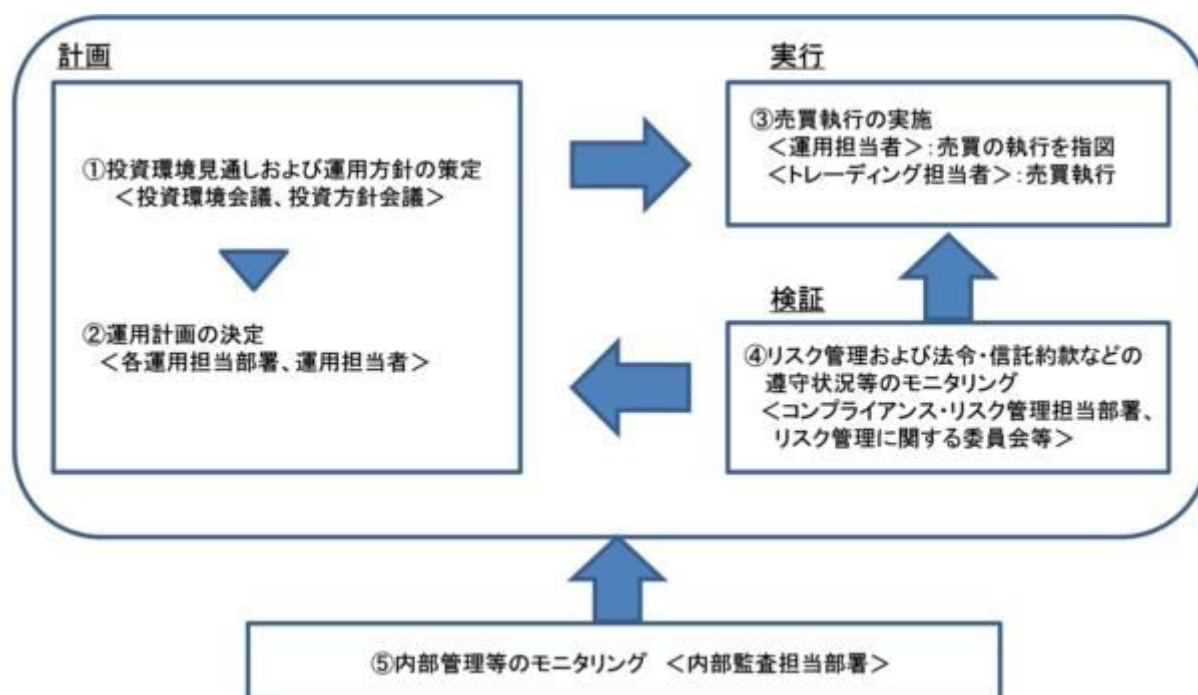 計画
①投資環境見通しおよび運用方針の策定
＜投資環境会議、投資方針会議＞
②運用計画の決定
＜各運用担当部署、運用担当者＞
実行
③売買執行の実施
＜運用担当者＞：売買の執行を指図
＜トレーディング担当者＞：売買執行
検証
④リスク管理および法令・信託約款などの
遵守状況等のモニタリング
＜コンプライアンス・リスク管理担当部署、
リスク管理に関する委員会等＞
⑤内部管理等のモニタリング　＜内部監査担当部署＞